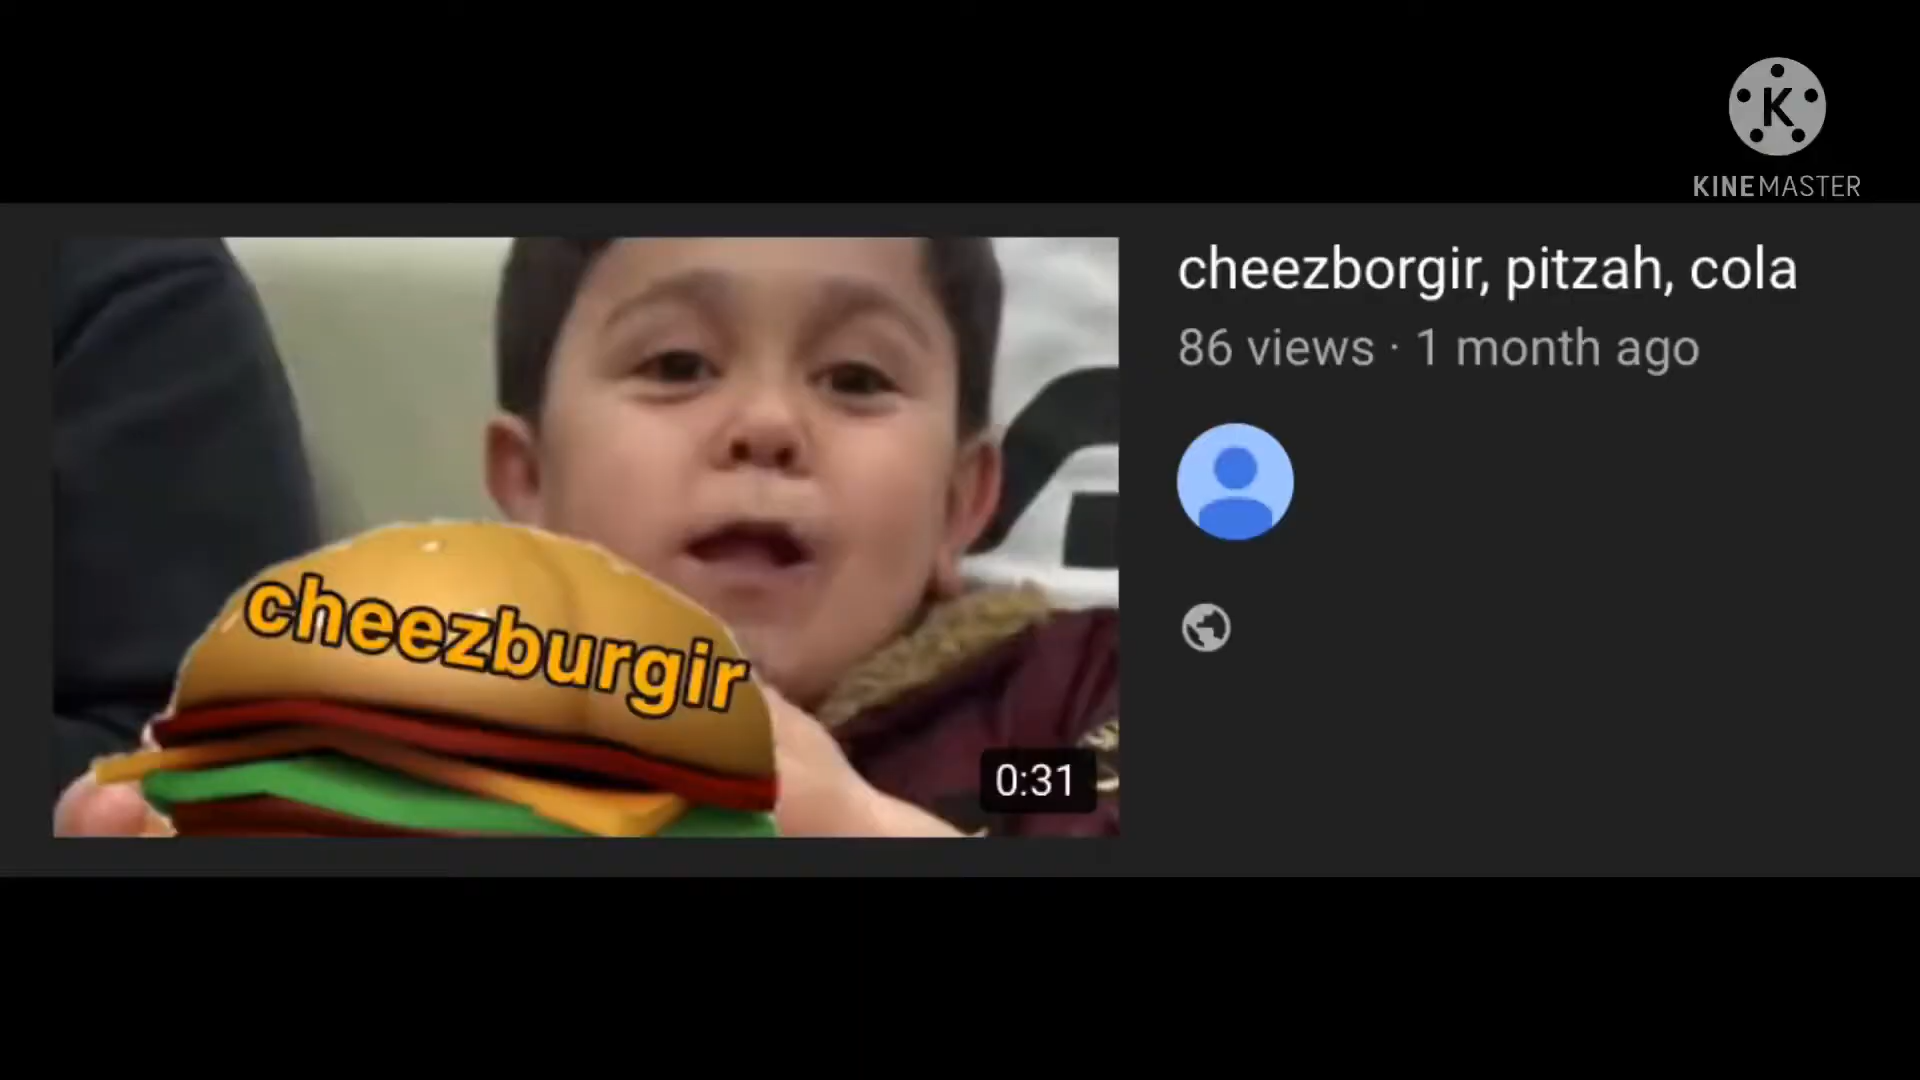 K
KINEMASTER
cheezburgir
0:31
cheezborgir, pitzah, cola
86 views · 1 month ago